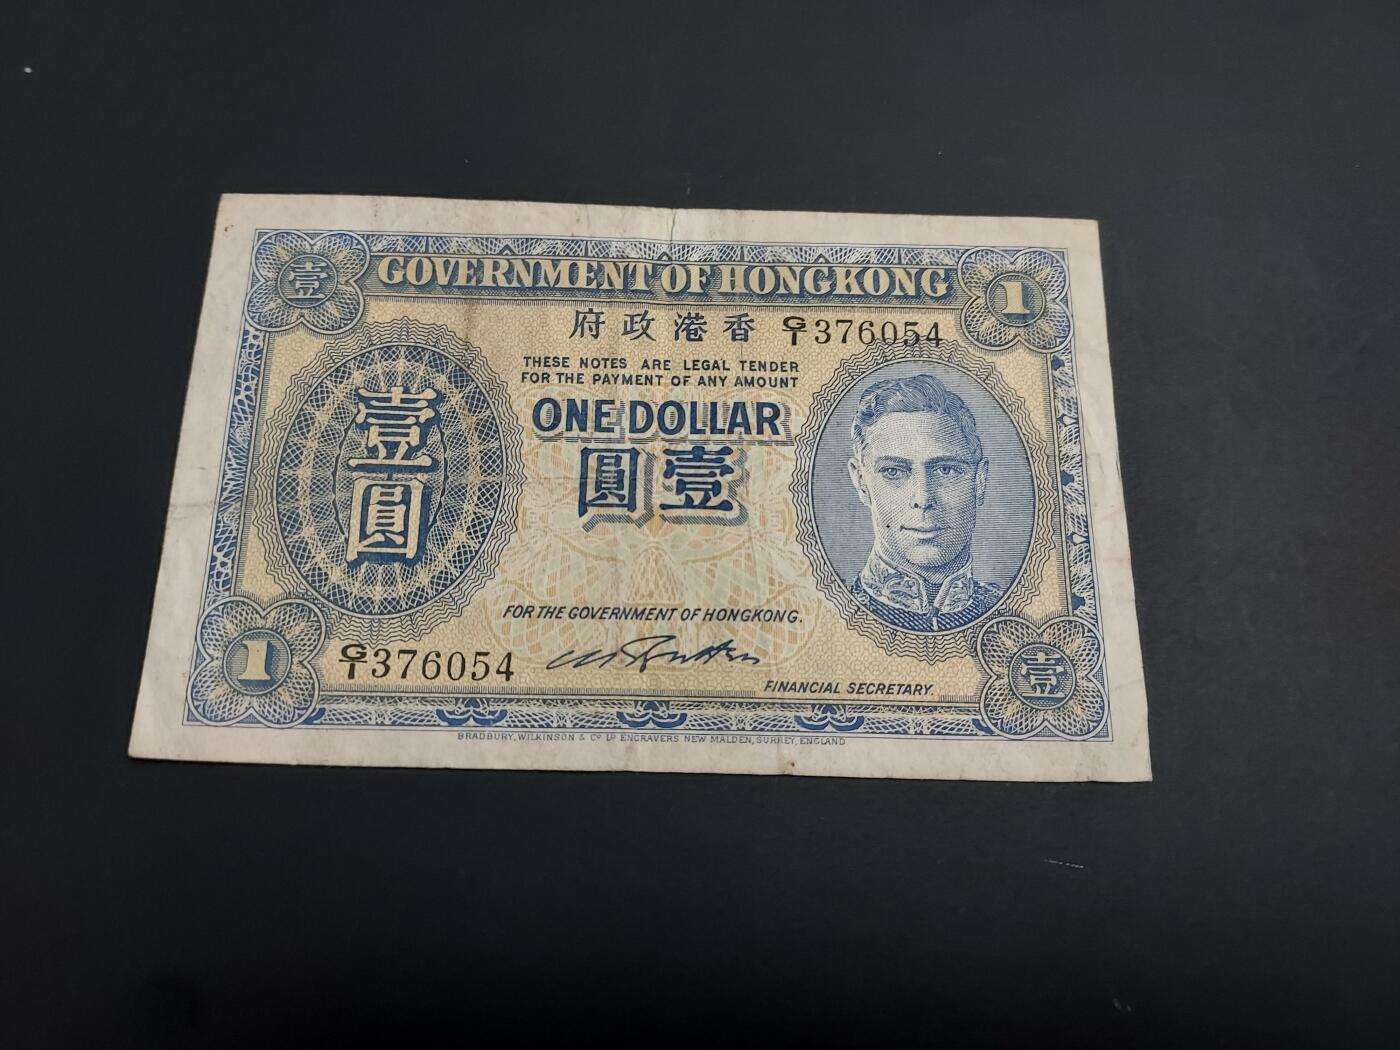 壹 GOVERNMENT OF HONGKONG 1
府政港香 G/1 376054
THESE NOTES ARE LEGAL TENDER
FOR THE PAYMENT OF ANY AMOUNT
ONE DOLLAR
圓壹
壹
圓
FOR THE GOVERNMENT OF HONGKONG.
1 G/1 376054
FINANCIAL SECRETARY.
壹
BRADBURY, WILKINSON & Co Ld ENGRAVERS NEW MALDEN, SURREY, ENGLAND